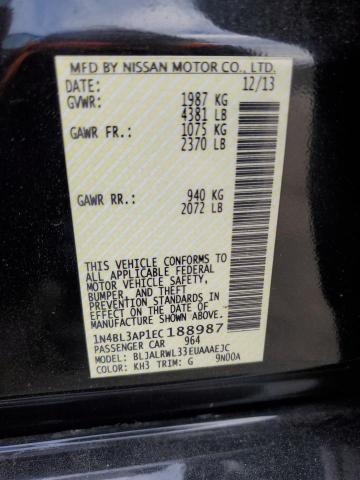 MFD BY NISSAN MOTOR CO., LTD.
DATE: 12/13
GVWR: 1987 KG
4381 LB
GAWR FR.: 1075 KG
2370 LB
GAWR RR.: 940 KG
2072 LB
THIS VEHICLE CONFORMS TO
ALL APPLICABLE FEDERAL
MOTOR VEHICLE SAFETY,
BUMPER, AND THEFT
PREVENTION STANDARDS IN
EFFECT ON THE DATE OF
MANUFACTURE SHOWN ABOVE.
1N4BL3AP1EC188987
PASSENGER CAR 964
MODEL: BLJALRWL33EUAAAEJC
COLOR: KH3 TRIM: G 9N00A